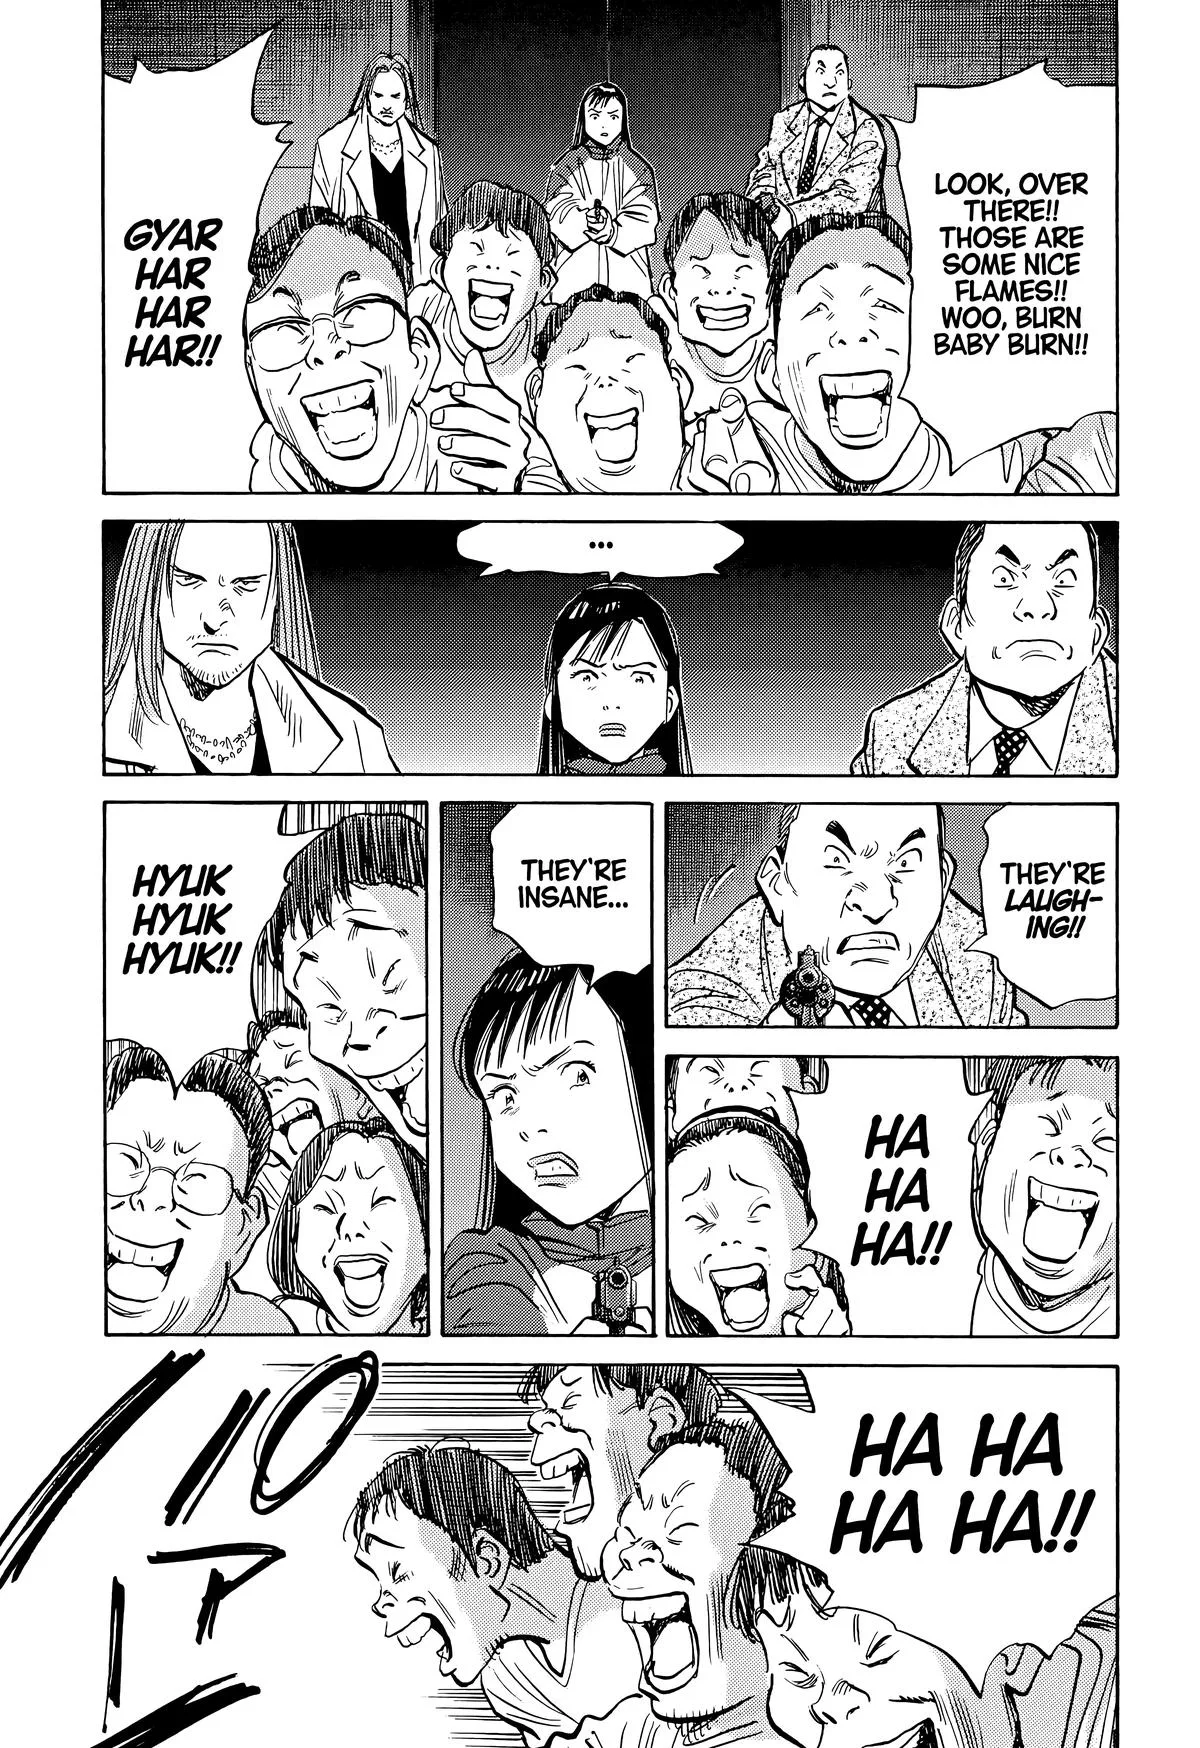 GYAR
HAR
HAR
HAR!!
LOOK, OVER
THERE!!
THOSE ARE
SOME NICE
FLAMES!!
WOO, BURN
BABY BURN!!
...
HYUK
HYUK
HYUK!!
THEY'RE
INSANE...
THEY'RE
LAUGH-
ING!!
HA
HA
HA!!
HA HA
HA HA!!